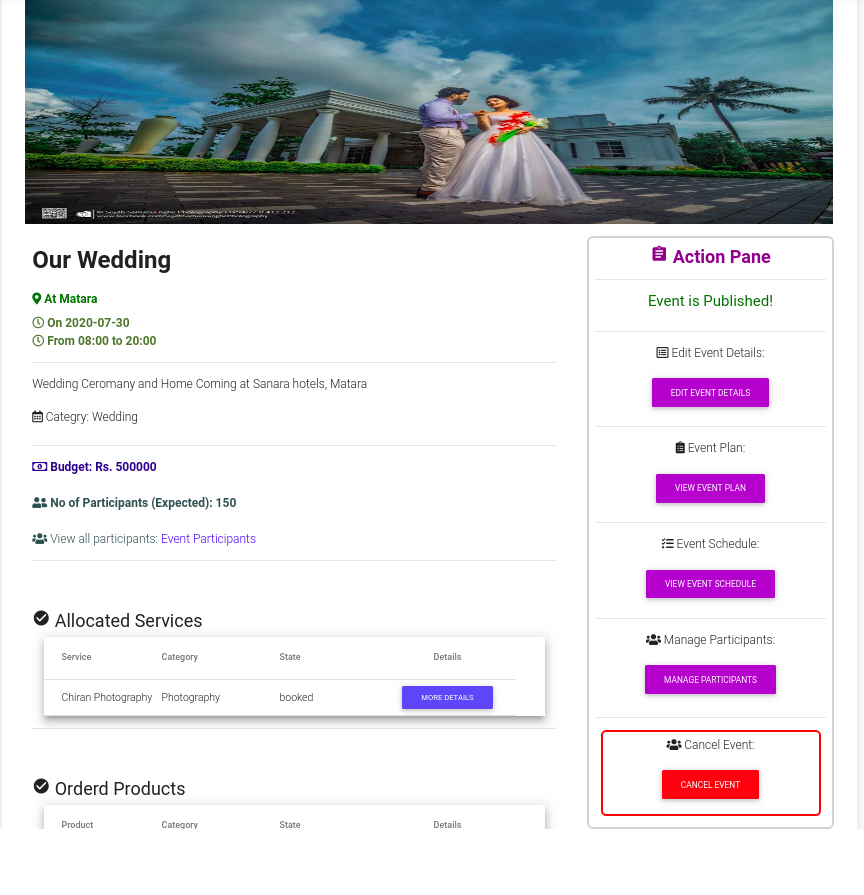 Our Wedding
At Matara
On 2020-07-30
From 08:00 to 20:00
Wedding Ceromany and Home Coming at Sanara hotels, Matara
Categry: Wedding
Budget: Rs. 500000
No of Participants (Expected): 150
View all participants: Event Participants
Allocated Services
Service Category State Details
Chiran Photography Photography booked MORE DETAILS
Orderd Products
Product Category State Details
Action Pane
Event is Published!
Edit Event Details:
EDIT EVENT DETAILS
Event Plan:
VIEW EVENT PLAN
Event Schedule:
VIEW EVENT SCHEDULE
Manage Participants:
MANAGE PARTICIPANTS
Cancel Event:
CANCEL EVENT